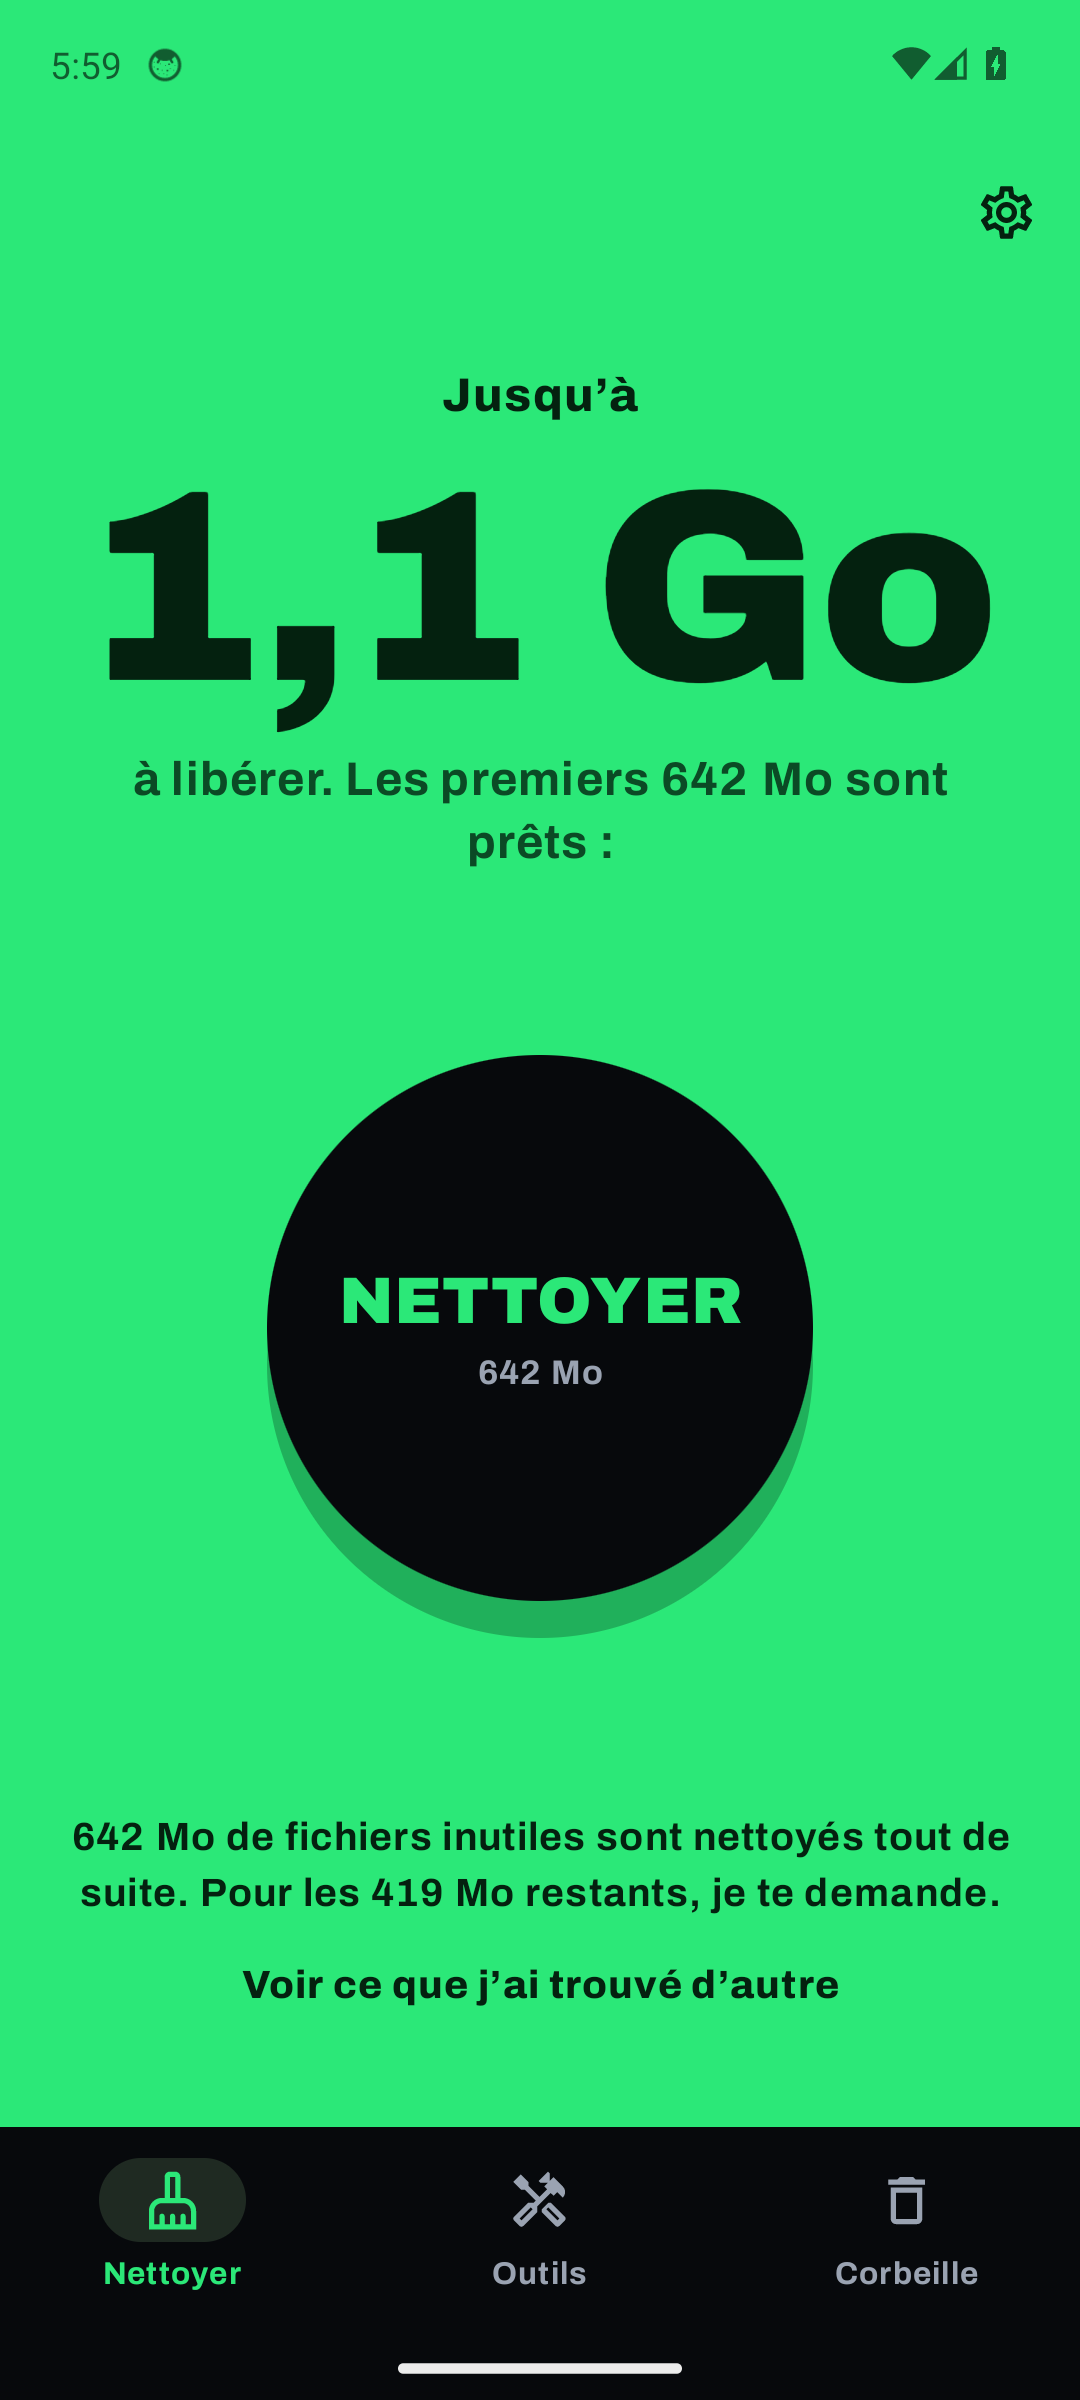 5:59
Jusqu’à
1,1 Go
à libérer. Les premiers 642 Mo sont
prêts :
NETTOYER
642 Mo
642 Mo de fichiers inutiles sont nettoyés tout de
suite. Pour les 419 Mo restants, je te demande.
Voir ce que j’ai trouvé d’autre
Nettoyer
Outils
Corbeille